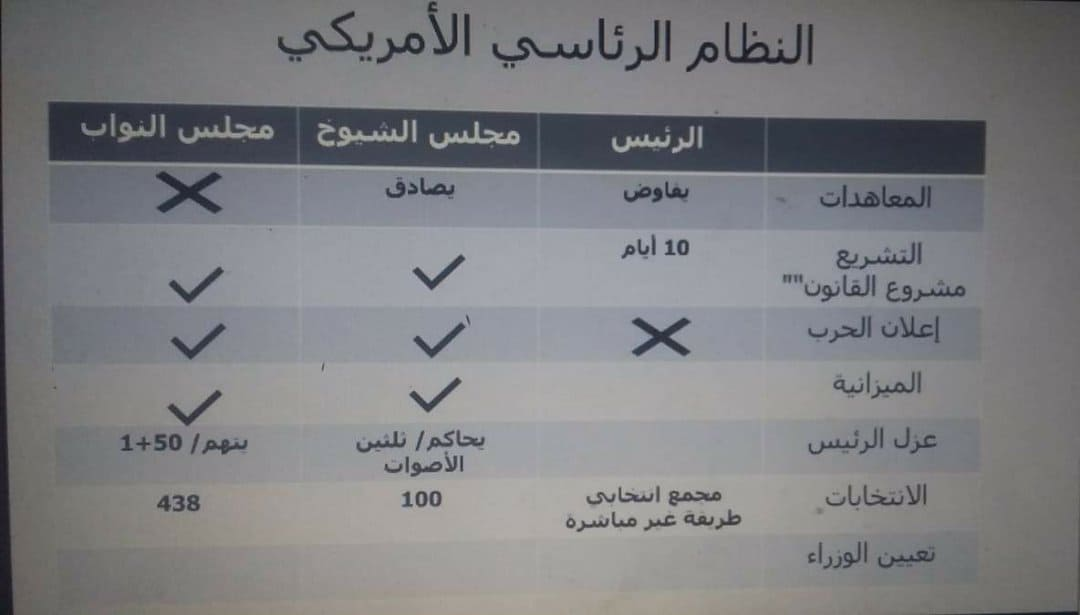 النظام الرئاسي الأمريكي
الرئيس مجلس الشيوخ مجلس النواب
المعاهدات يفاوض يصادق
التشريع 10 أيام
مشروع القانون""
إعلان الحرب
الميزانية
عزل الرئيس يحاكم/ ثلثين يتهم/ 50+1
الأصوات
الانتخابات مجمع انتخابي 100 438
طريقة غير مباشرة
تعيين الوزراء